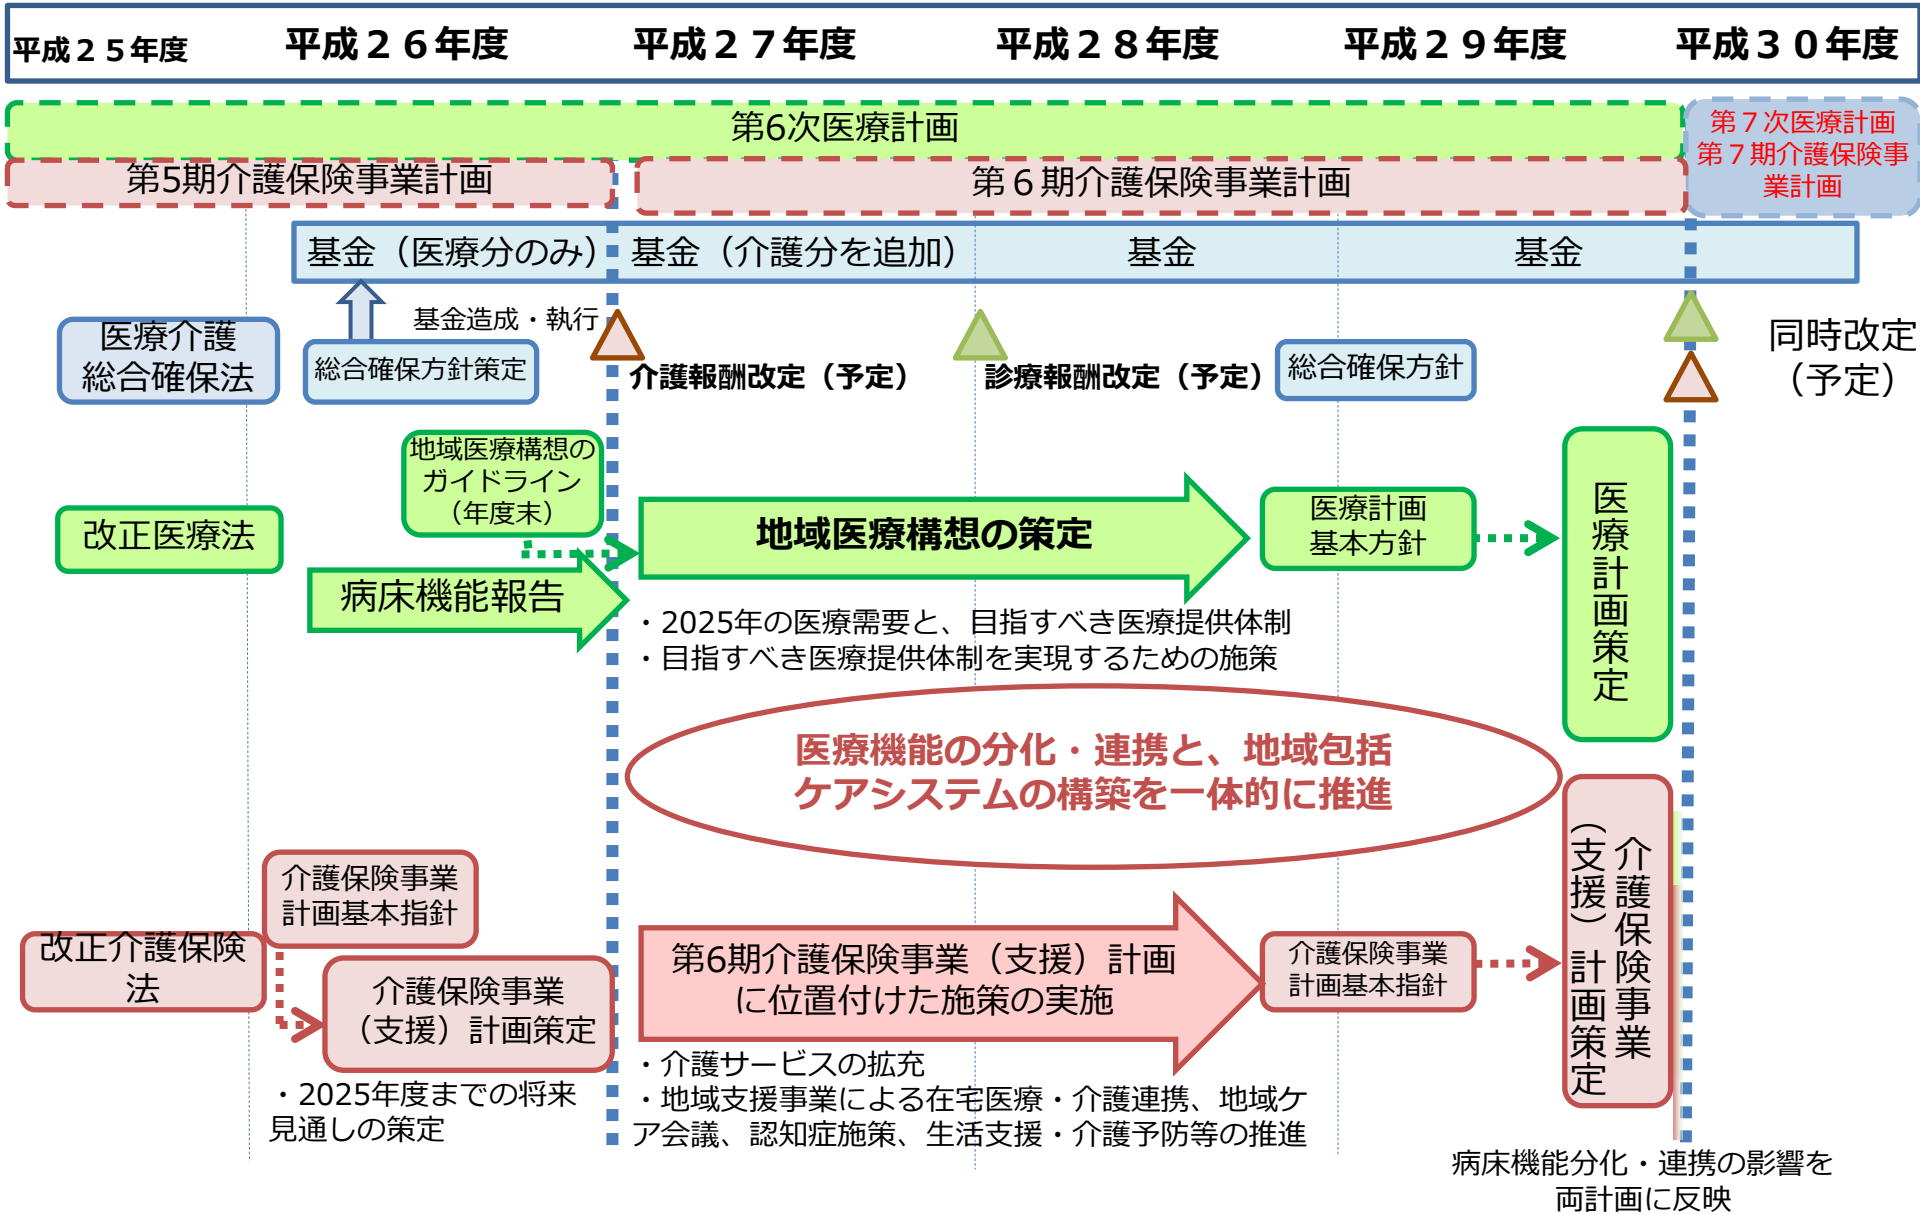 平成２５年度
平成２６年度
平成２７年度
平成２８年度
平成２９年度
平成３０年度
第6次医療計画
第７次医療計画
第７期介護保険事
業計画
第5期介護保険事業計画
第６期介護保険事業計画
基金（医療分のみ）
基金（介護分を追加）
基金
基金
医療介護
総合確保法
基金造成・執行
総合確保方針策定
介護報酬改定（予定）
診療報酬改定（予定）
総合確保方針
同時改定
（予定）
改正医療法
地域医療構想の
ガイドライン
（年度末）
病床機能報告
地域医療構想の策定
医療計画
基本方針
医療計画策定
・2025年の医療需要と、目指すべき医療提供体制
・目指すべき医療提供体制を実現するための施策
医療機能の分化・連携と、地域包括
ケアシステムの構築を一体的に推進
改正介護保険
法
介護保険事業
計画基本指針
介護保険事業
（支援）計画策定
・2025年度までの将来
見通しの策定
第6期介護保険事業（支援）計画
に位置付けた施策の実施
介護保険事業
計画基本指針
介護保険事業
（支援）計画策定
・介護サービスの拡充
・地域支援事業による在宅医療・介護連携、地域ケ
ア会議、認知症施策、生活支援・介護予防等の推進
病床機能分化・連携の影響を
両計画に反映